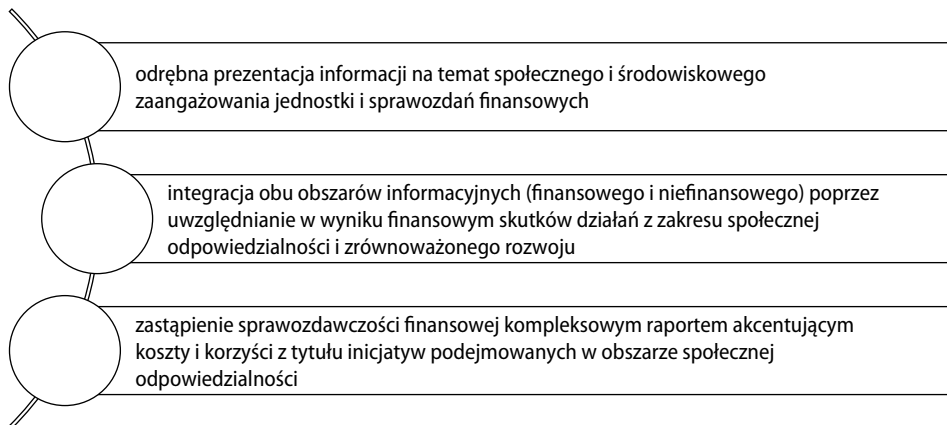 odrębna prezentacja informacji na temat społecznego i środowiskowego
zaangażowania jednostki i sprawozdań finansowych
integracja obu obszarów informacyjnych (finansowego i niefinansowego) poprzez
uwzględnianie w wyniku finansowym skutków działań z zakresu społecznej
odpowiedzialności i zrównoważonego rozwoju
zastąpienie sprawozdawczości finansowej kompleksowym raportem akcentującym
koszty i korzyści z tytułu inicjatyw podejmowanych w obszarze społecznej
odpowiedzialności